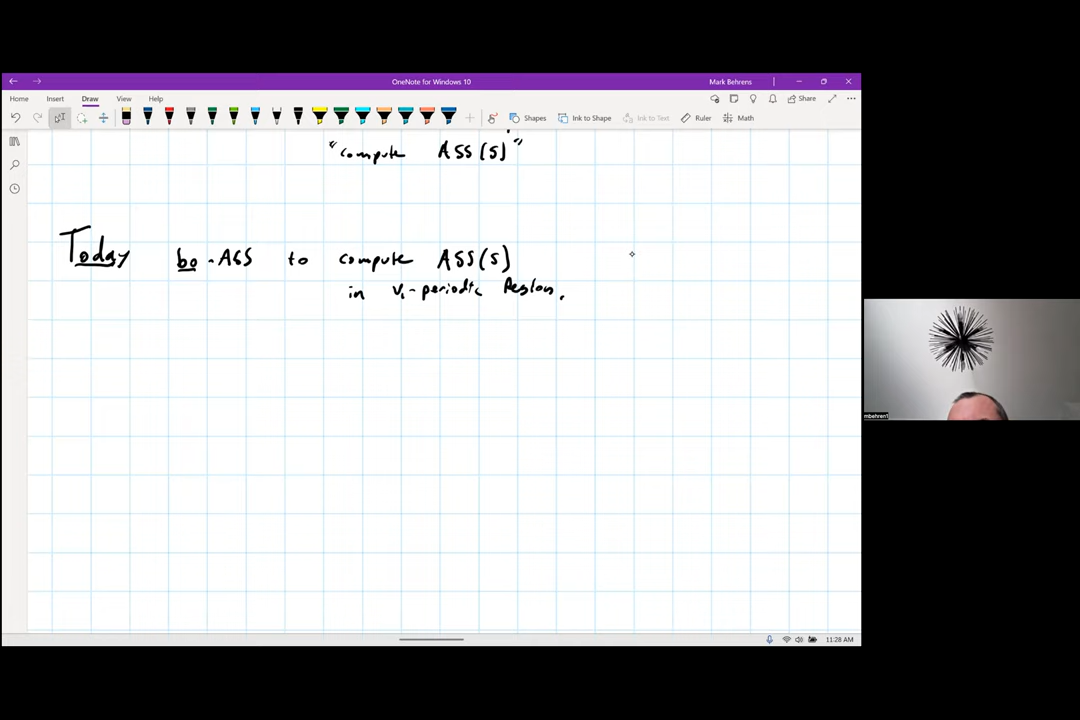 OneNote for Windows 10
Mark Behrens
Home Insert Draw View Help
Share
Shapes Ink to Shape Ink to Text Ruler Math
"compute ASS(S)"
Today bo-ASS to compute ASS(S)
in v₁-periodic Region.
mbehren1
11:28 AM